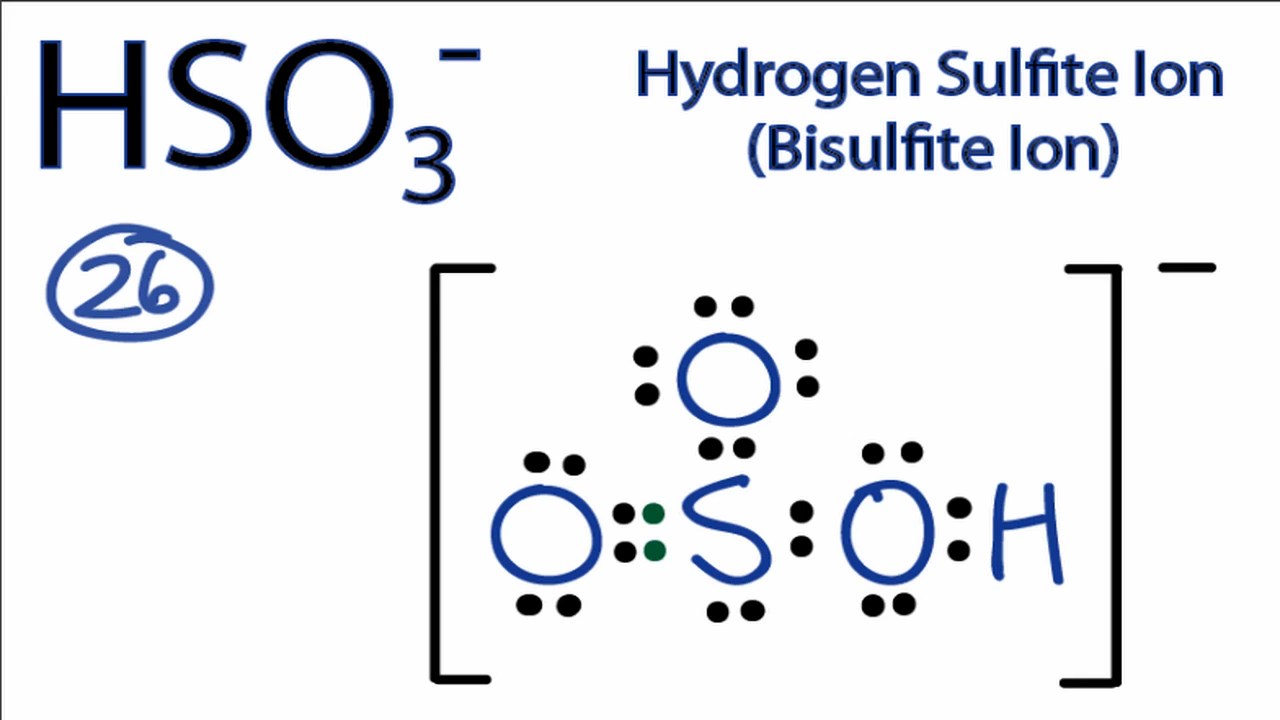 HSO₃⁻
Hydrogen Sulfite Ion
(Bisulfite Ion)
26
O
O S O H